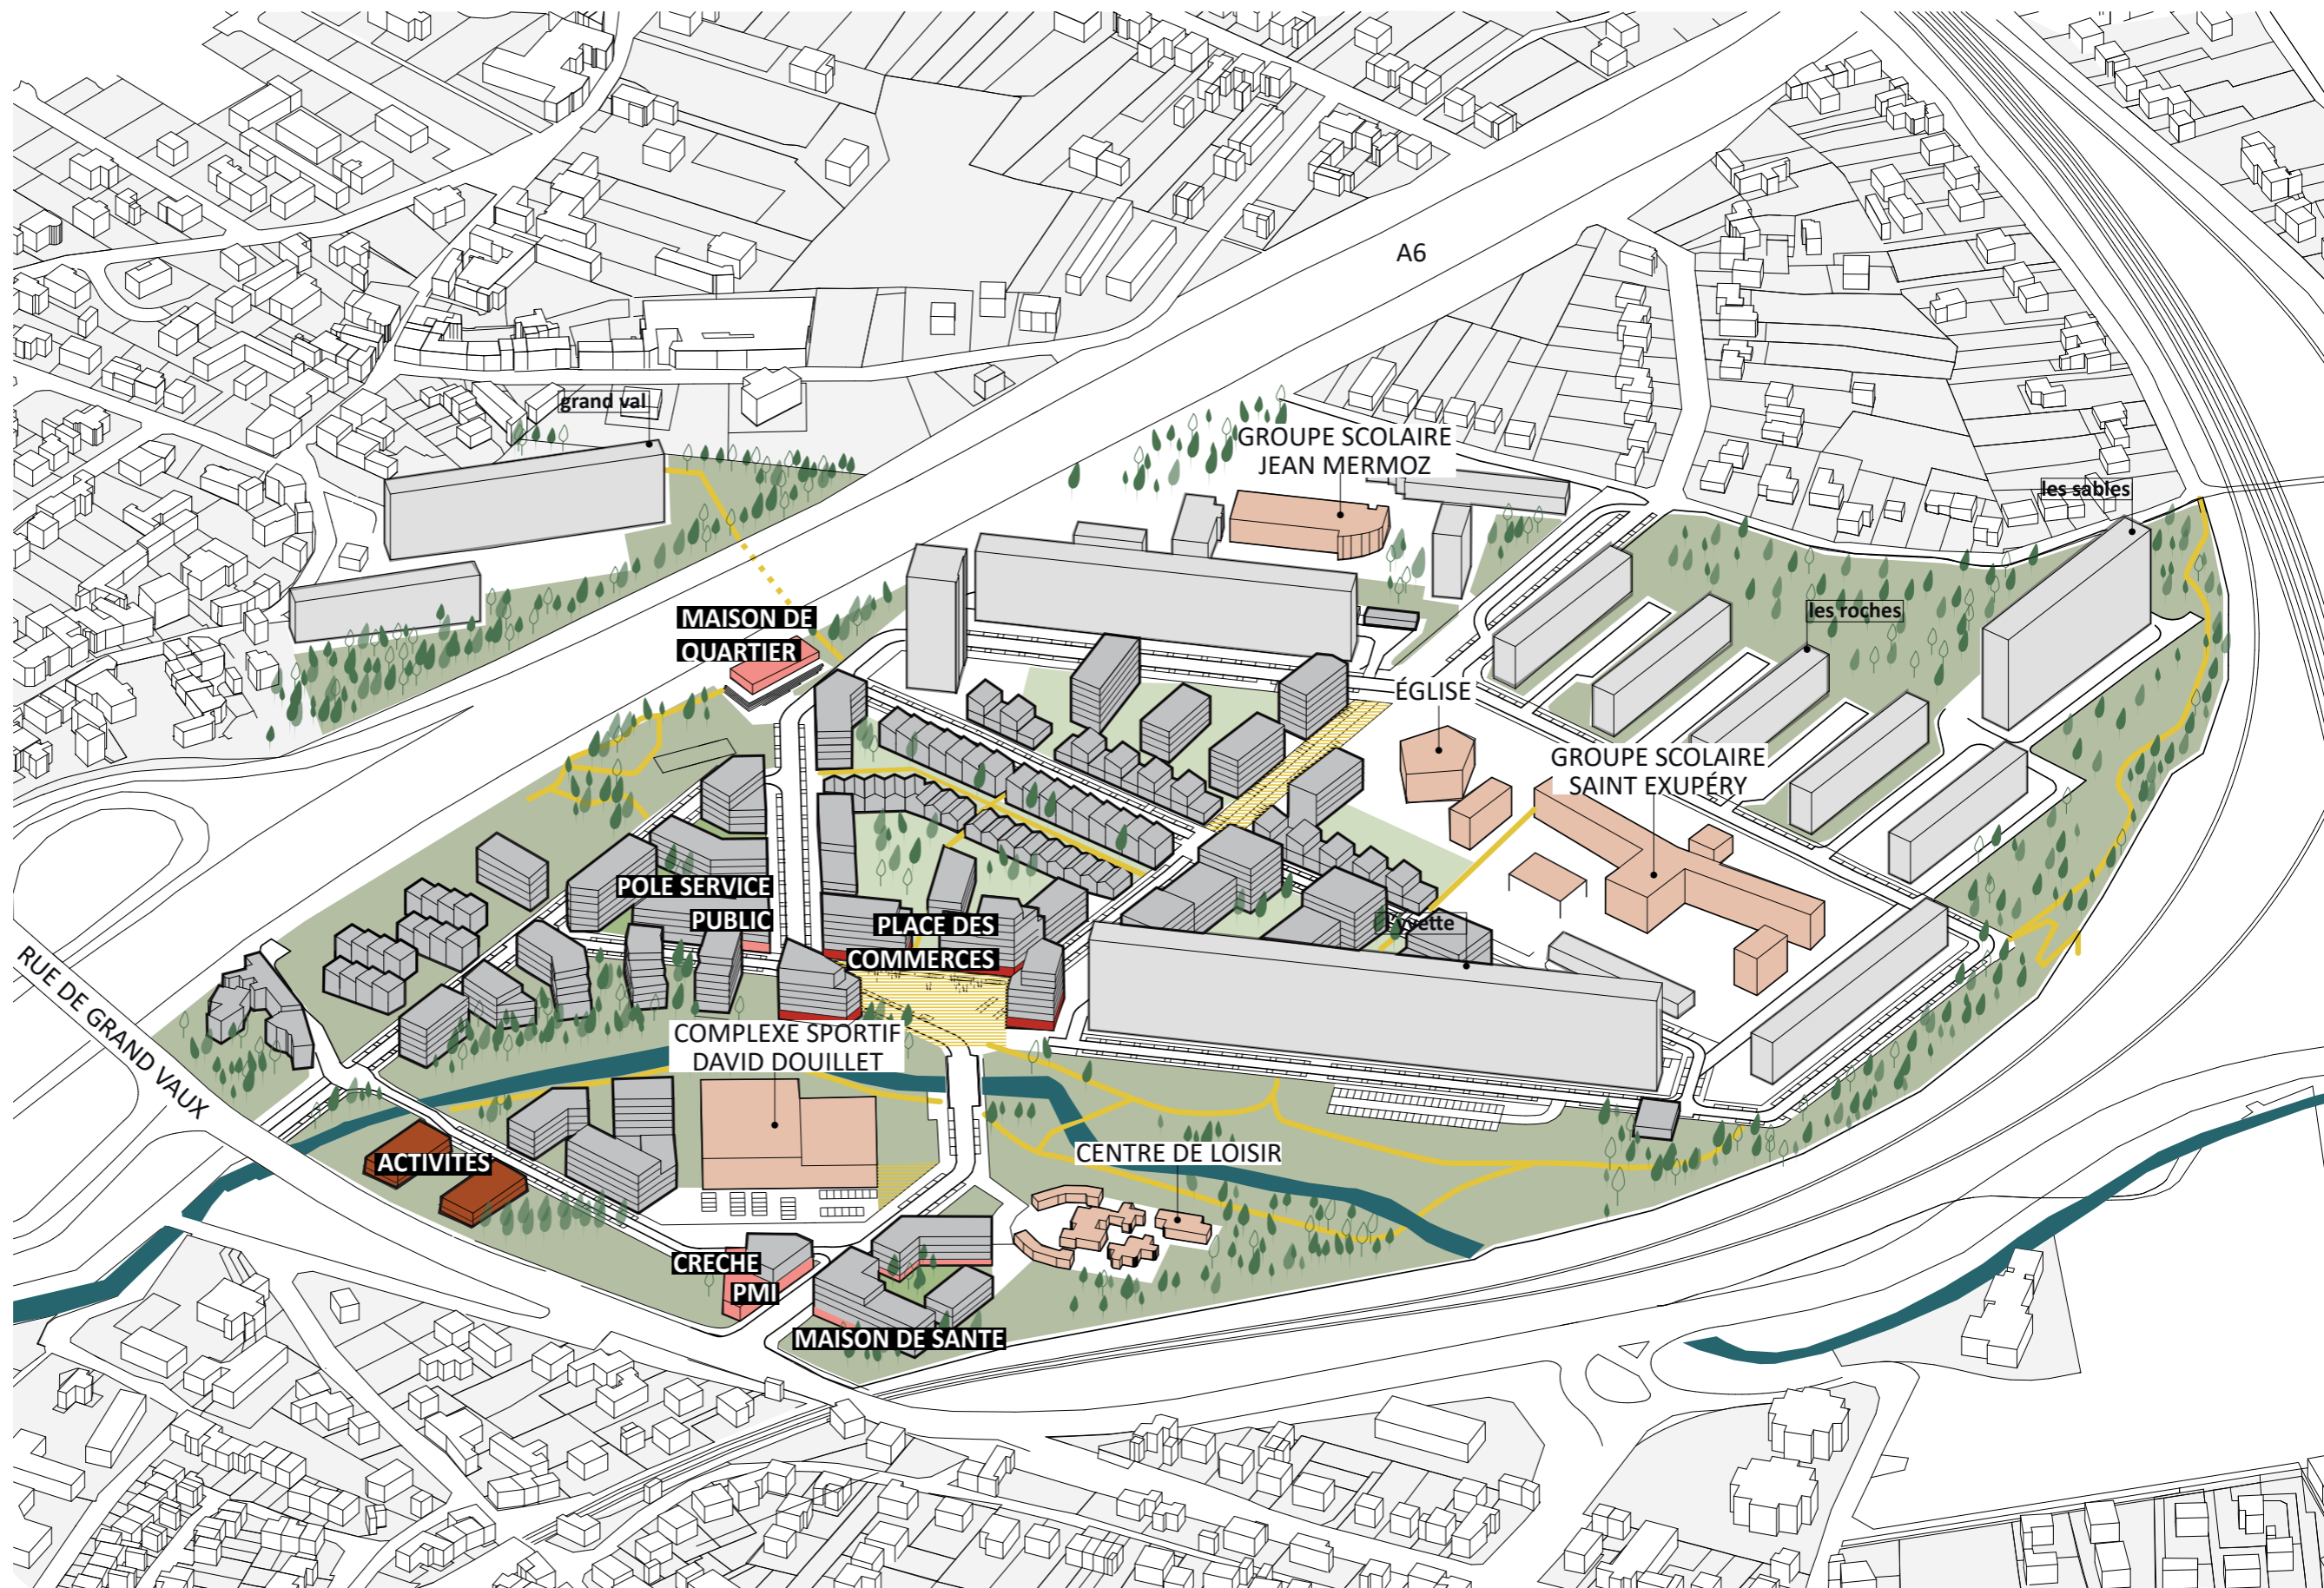 A6
grand val
GROUPE SCOLAIRE
JEAN MERMOZ
les sables
les roches
MAISON DE
QUARTIER
ÉGLISE
GROUPE SCOLAIRE
SAINT EXUPÉRY
POLE SERVICE
PUBLIC
PLACE DES
COMMERCES
RUE DE GRAND VAUX
COMPLEXE SPORTIF
DAVID DOUILLET
CENTRE DE LOISIR
ACTIVITES
CRECHE
PMI
MAISON DE SANTE